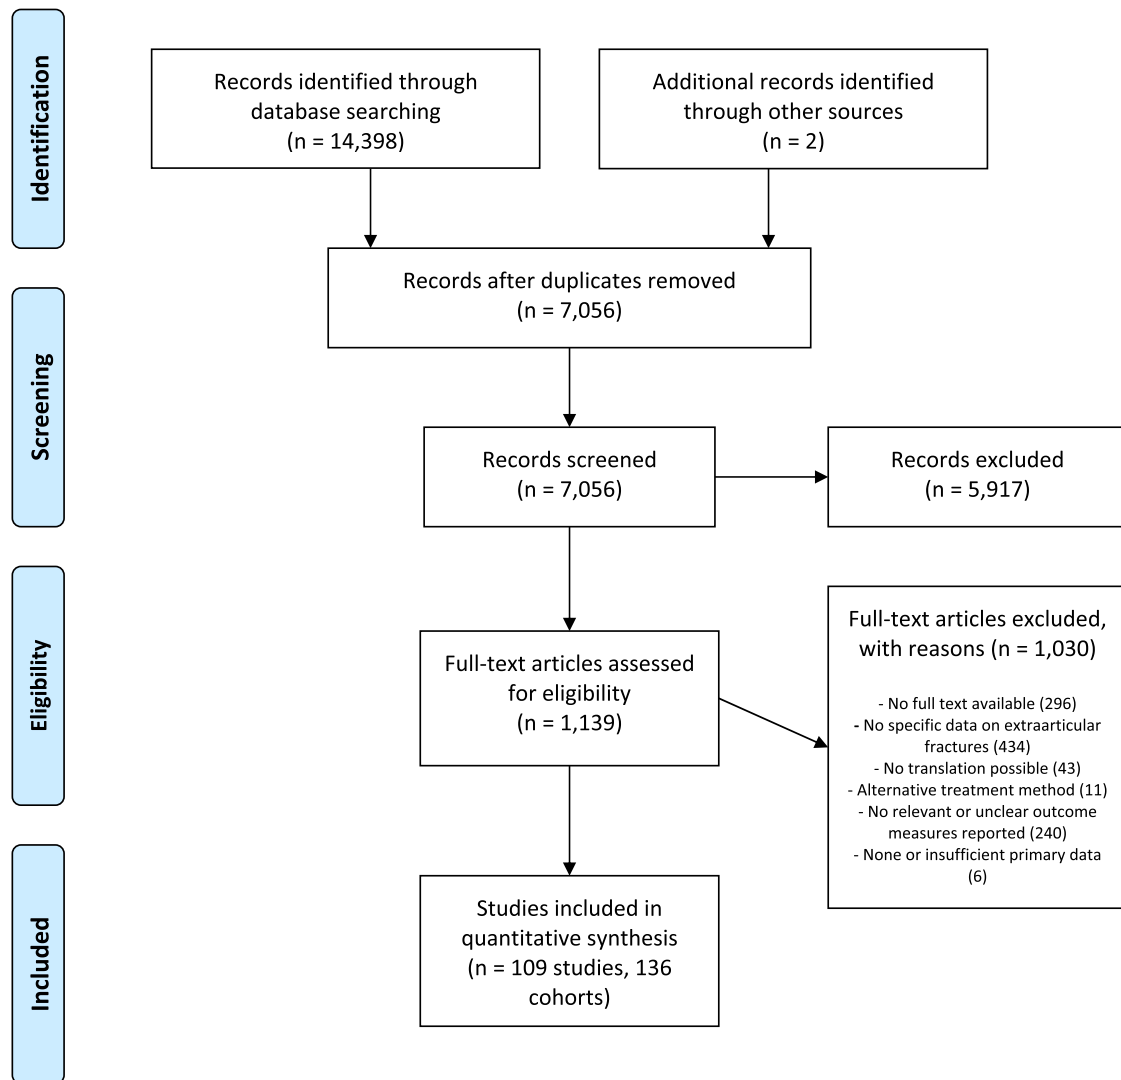 Identification
Records identified through
database searching
(n = 14,398)
Additional records identified
through other sources
(n = 2)
Records after duplicates removed
(n = 7,056)
Screening
Records screened
(n = 7,056)
Records excluded
(n = 5,917)
Eligibility
Full-text articles assessed
for eligibility
(n = 1,139)
Full-text articles excluded,
with reasons (n = 1,030)
- No full text available (296)
- No specific data on extraarticular
fractures (434)
- No translation possible (43)
- Alternative treatment method (11)
- No relevant or unclear outcome
measures reported (240)
- None or insufficient primary data
(6)
Included
Studies included in
quantitative synthesis
(n = 109 studies, 136
cohorts)